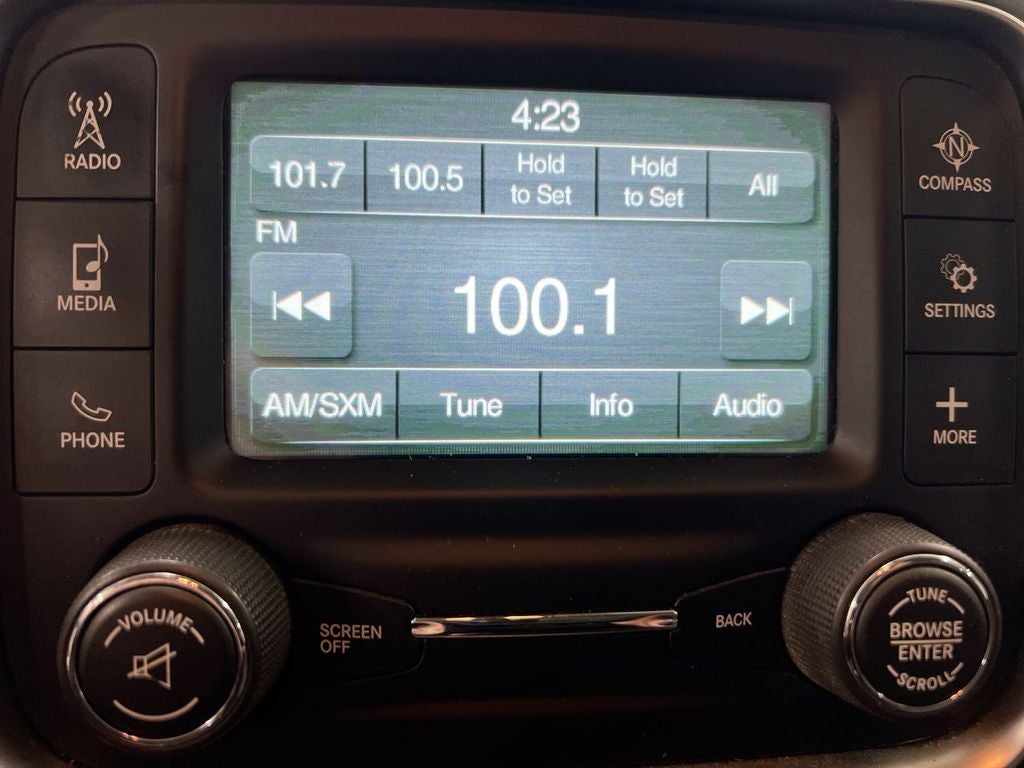 RADIO
MEDIA
PHONE
4:23
101.7 100.5 Hold to Set Hold to Set All
FM
100.1
AM/SXM Tune Info Audio
N
COMPASS
SETTINGS
MORE
VOLUME
SCREEN
OFF
BACK
TUNE
BROWSE
ENTER
SCROLL